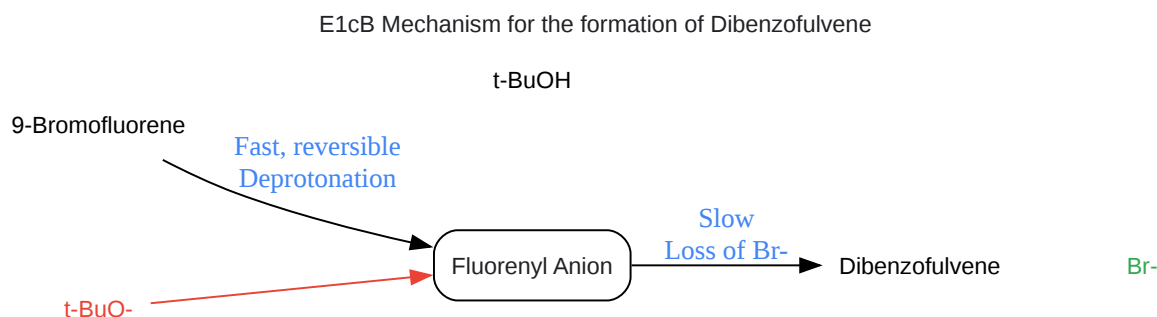 E1cB Mechanism for the formation of Dibenzofulvene
t-BuOH
9-Bromofluorene
Fast, reversible
Deprotonation
Slow
Loss of Br-
Fluorenyl Anion
Dibenzofulvene
Br-
t-BuO-